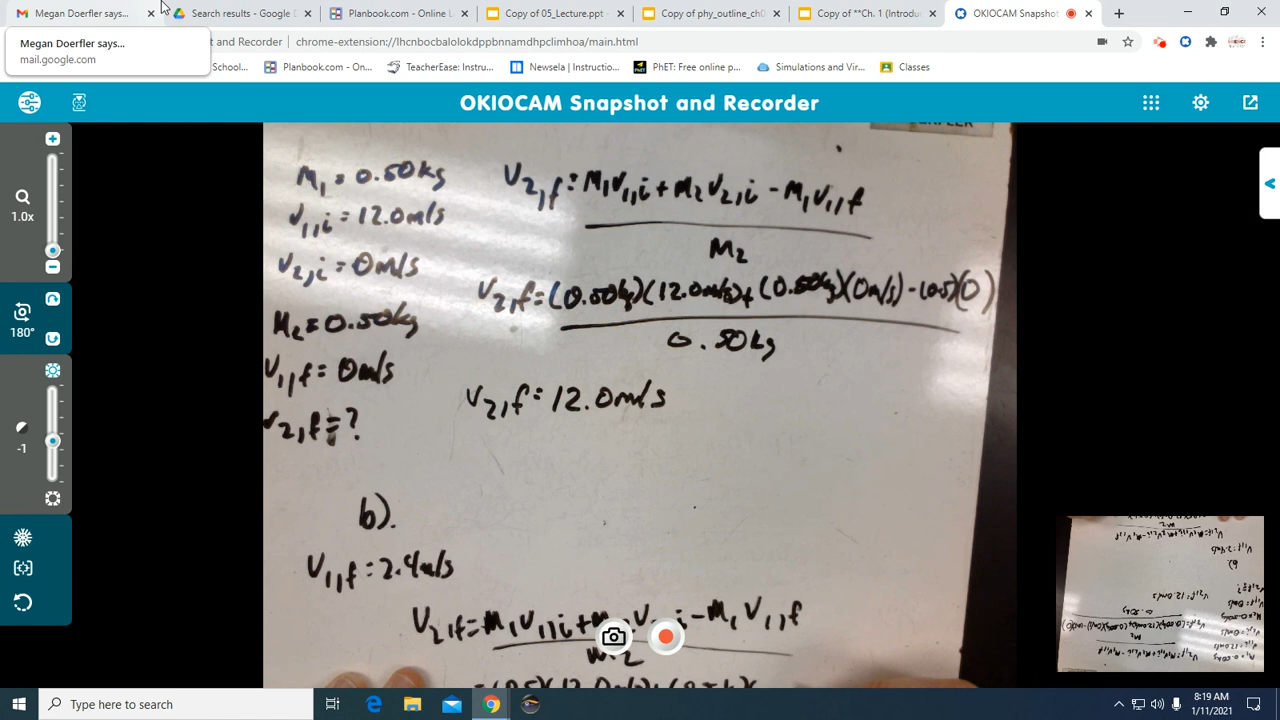 Megan Doerfler says...
Search results - Google D
Planbook.com - Online L
Copy of 05_Lecture.ppt -
Copy of phy_outline_ch0
Copy of **Ch. 1 (Introdu
OKIOCAM Snapshot
Megan Doerfler says...
mail.google.com
and Recorder
chrome-extension://lhcnbocbalolokdppbnnamdhpclimhoa/main.html
School...
Planbook.com - On...
TeacherEase: Instru...
Newsela | Instructio...
PhET: Free online p...
Simulations and Vir...
Classes
OKIOCAM Snapshot and Recorder
1.0x
180°
-1
M1 = 0.50kg
V1,i = 12.0m/s
V2,i = 0m/s
M2 = 0.50kg
V1,f = 0m/s
V2,f = ?
V2,f = M1V1,i + M2V2,i - M1V1,f
M2
V2,f = (0.50kg)(12.0m/s)+(0.50kg)(0m/s) - (0.5)(0)
0.50kg
V2,f = 12.0m/s
b).
V1,f = 2.4m/s
V2,f = M1V1,i + M V i - M1V1,f
M2
Type here to search
8:19 AM
1/11/2021